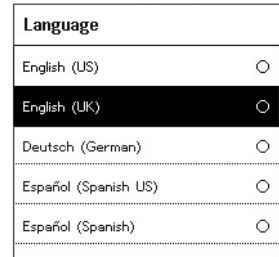 Language
English (US)
English (UK)
Deutsch (German)
Español (Spanish US)
Español (Spanish)